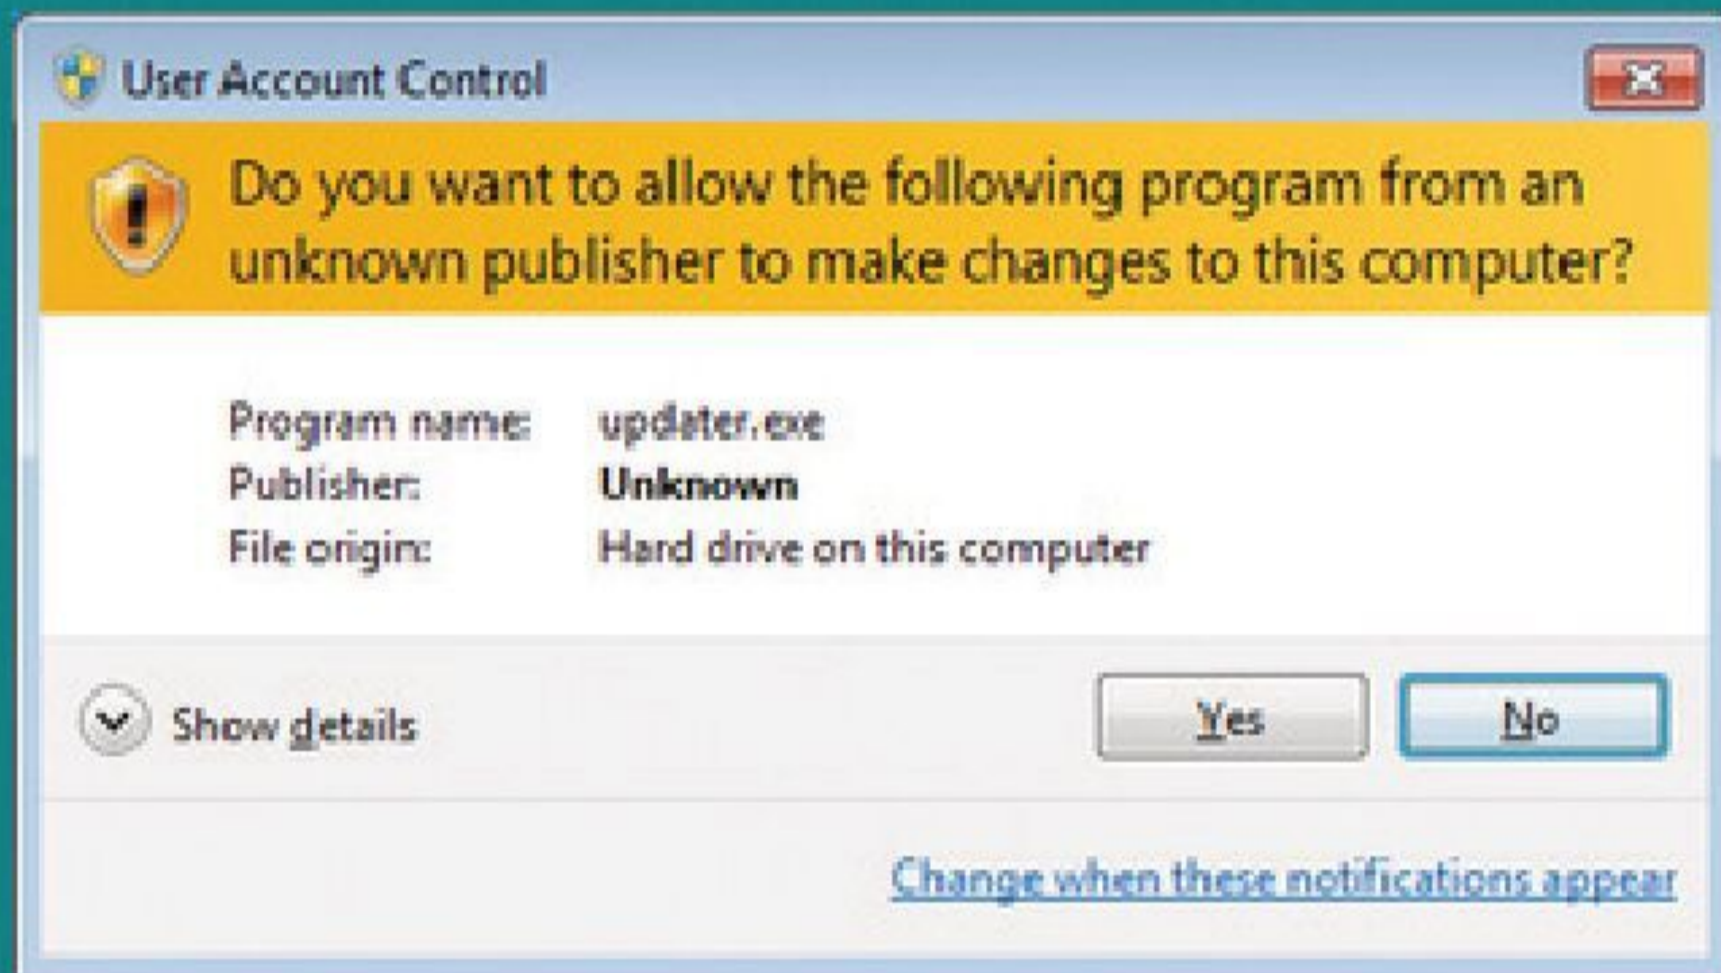 User Account Control
Do you want to allow the following program from an
unknown publisher to make changes to this computer?
Program name: updater.exe
Publisher: Unknown
File origin: Hard drive on this computer
Show details
Yes
No
Change when these notifications appear